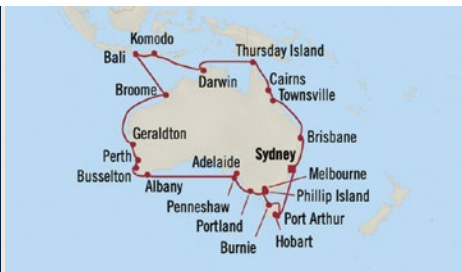 Komodo
Bali
Thursday Island
Darwin
Cairns
Townsville
Broome
Brisbane
Geraldton
Perth
Adelaide
Sydney
Melbourne
Busselton
Albany
Phillip Island
Penneshaw
Port Arthur
Portland
Burnie
Hobart